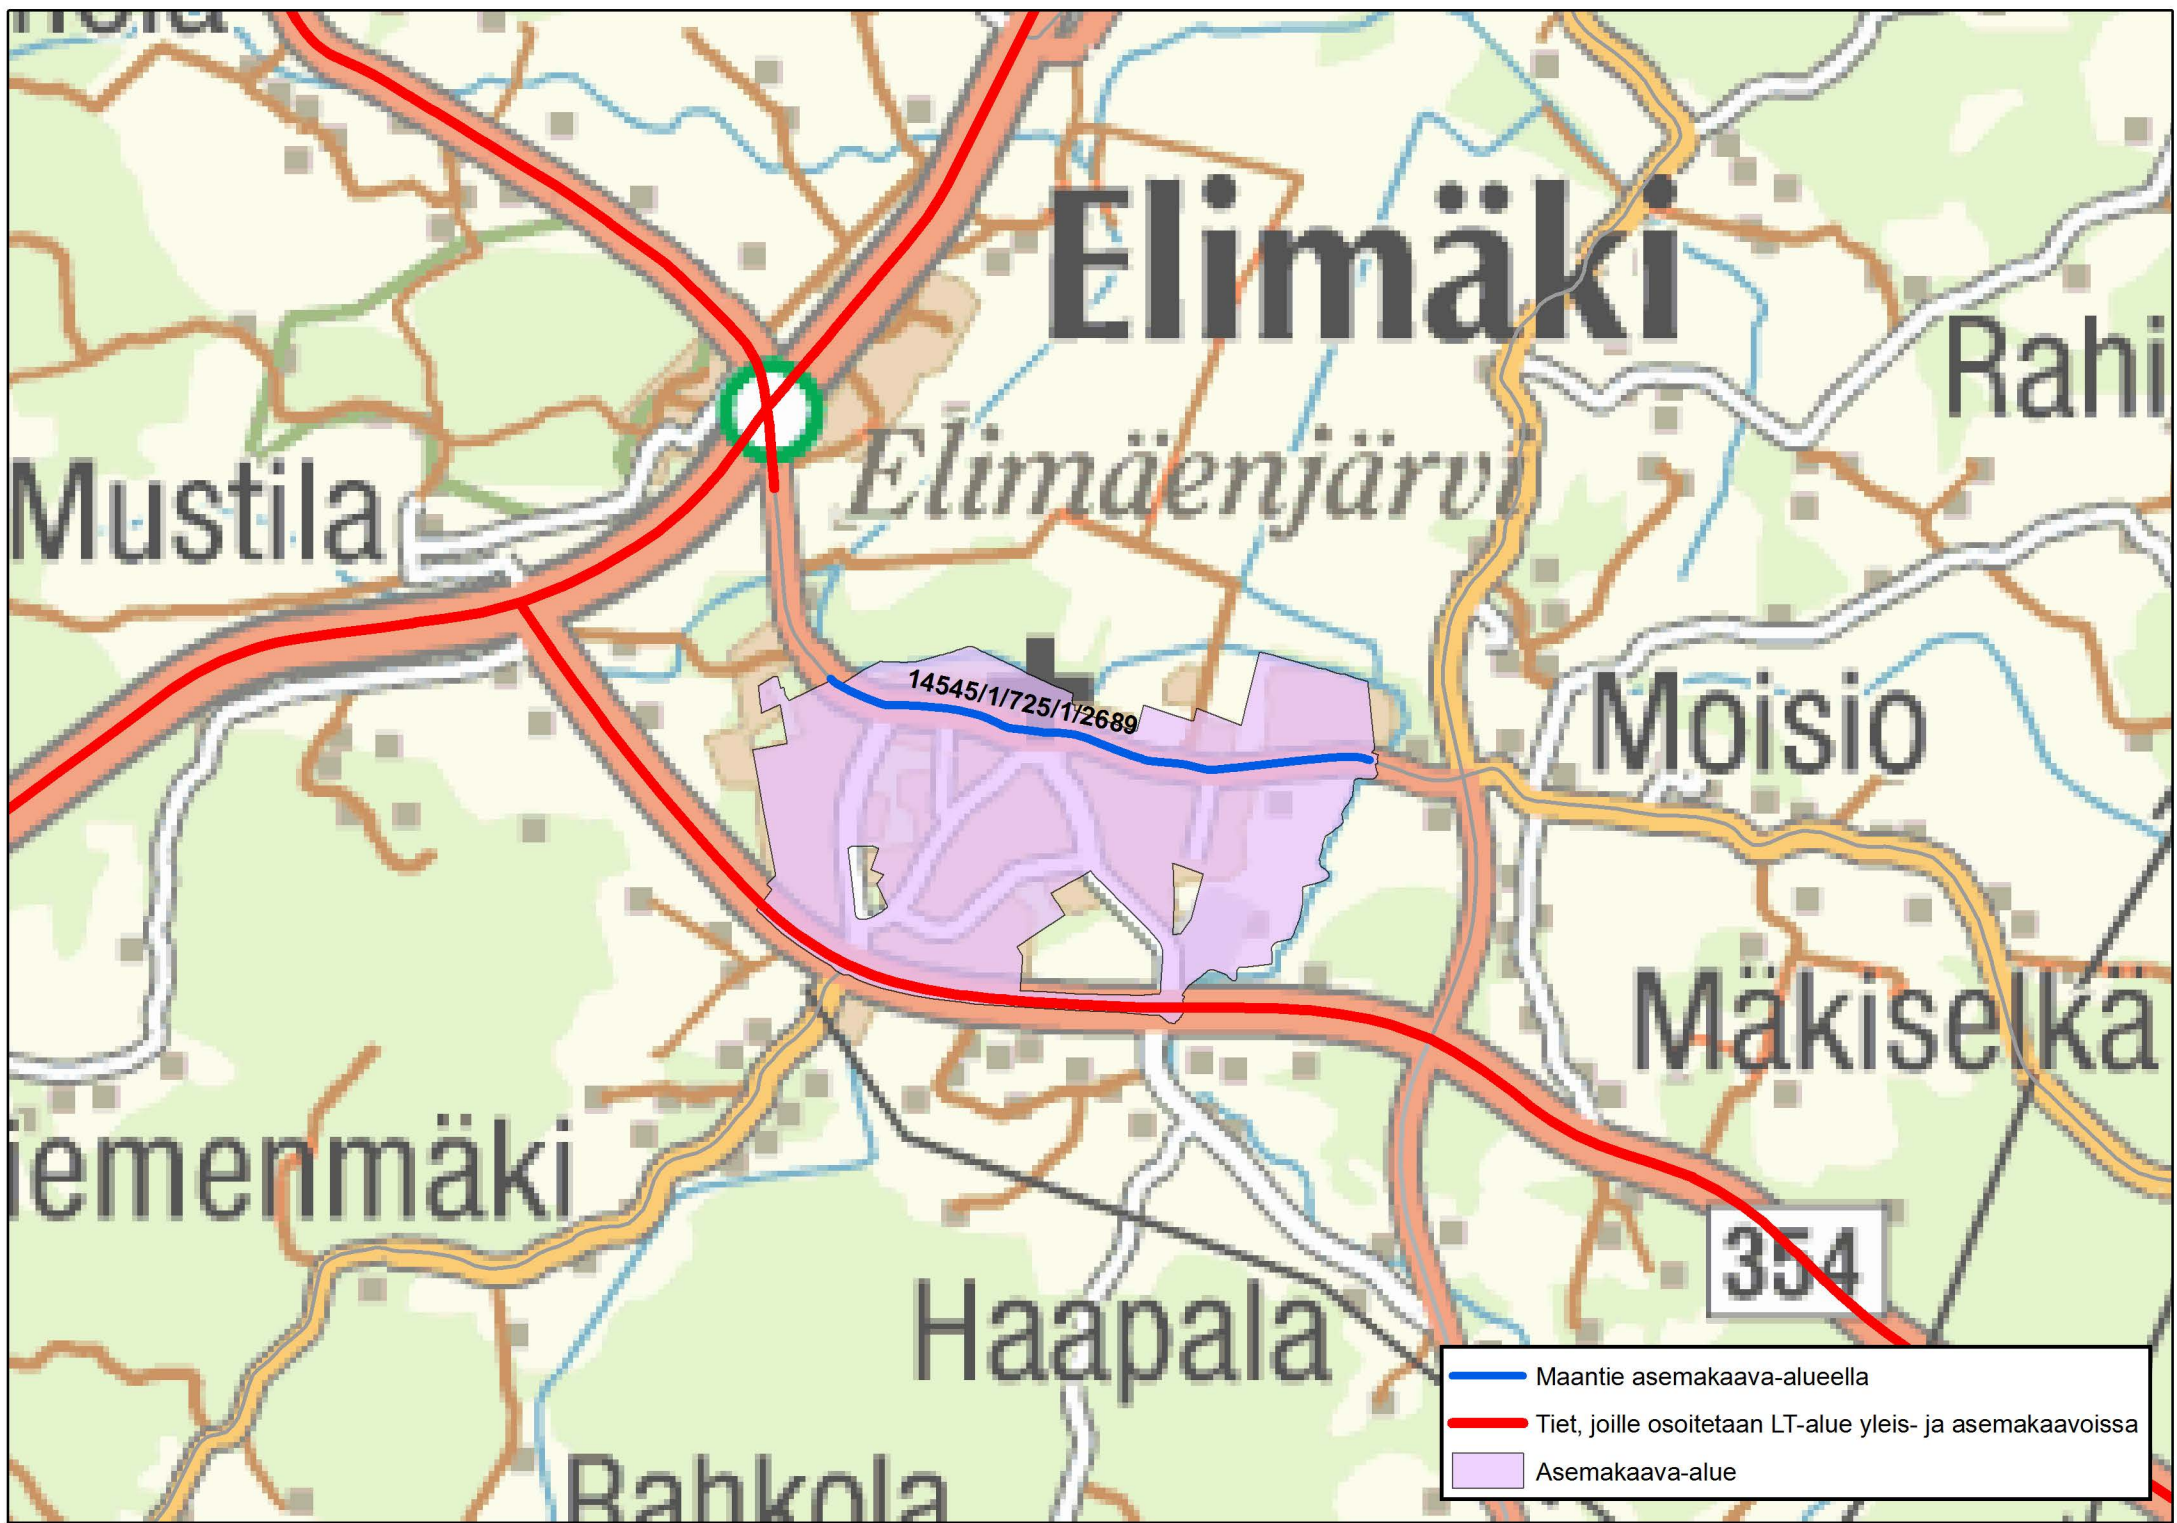 Elimäki
Rahi
Elimäenjärvi
Mustila
14545/1/725/1/2689
Moisio
Mäkiselkä
iemenmäki
354
Haapala
Maantie asemakaava-alueella
Tiet, joille osoitetaan LT-alue yleis- ja asemakaavoissa
Asemakaava-alue
Rahkola